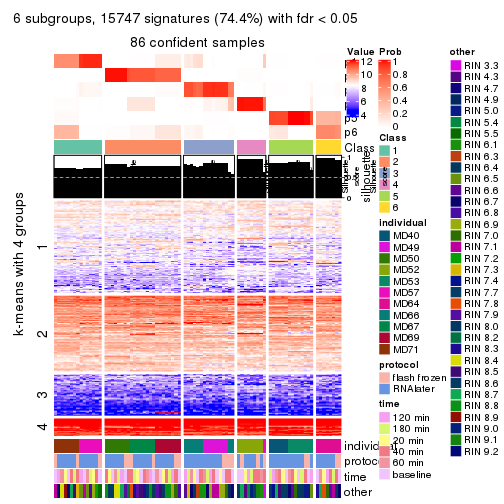 6 subgroups, 15747 signatures (74.4%) with fdr < 0.05
86 confident samples
k-means with 4 groups
1
2
3
4
p5
p6
Class
1
0.5
0
silhouette
score
individual
protocol
time
other
Value
12
10
8
6
4
Prob
1
0.8
0.6
0.4
0.2
0
Class
1
2
3
4
5
6
individual
MD40
MD49
MD50
MD52
MD53
MD57
MD64
MD66
MD67
MD69
MD71
protocol
flash frozen
RNAlater
time
120 min
180 min
20 min
40 min
60 min
baseline
other
RIN 3.3
RIN 4.3
RIN 4.7
RIN 4.9
RIN 5.0
RIN 5.4
RIN 5.5
RIN 6.1
RIN 6.3
RIN 6.4
RIN 6.5
RIN 6.6
RIN 6.7
RIN 6.8
RIN 6.9
RIN 7.0
RIN 7.1
RIN 7.2
RIN 7.3
RIN 7.4
RIN 7.7
RIN 7.8
RIN 7.9
RIN 8.0
RIN 8.2
RIN 8.3
RIN 8.4
RIN 8.5
RIN 8.6
RIN 8.7
RIN 8.8
RIN 8.9
RIN 9.0
RIN 9.1
RIN 9.2